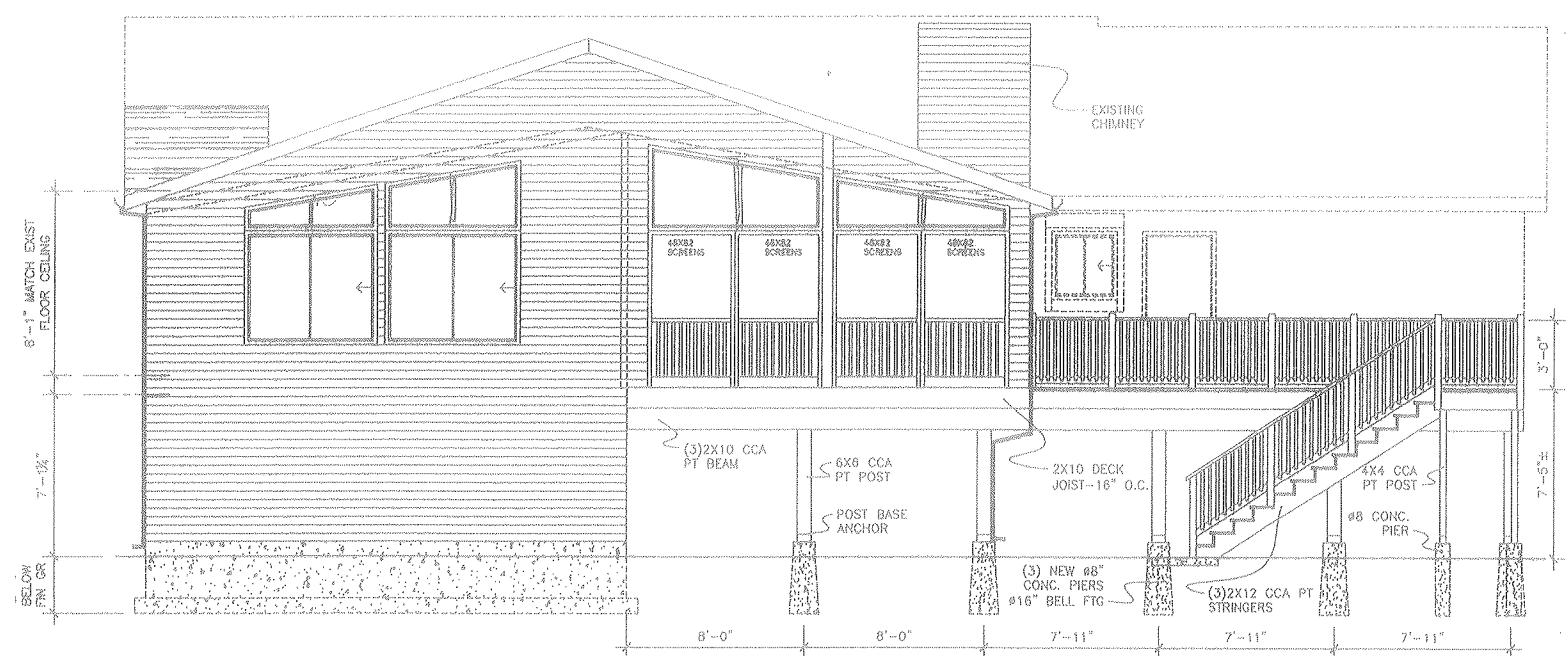 EXISTING
CHIMNEY
8'-1" MATCH EXIST
FLOOR CEILING
48X82
SCREENS
48X82
SCREENS
48X82
SCREENS
48X82
SCREENS
3'-0"
7'-1¼"
(3)2X10 CCA
PT BEAM
6X6 CCA
PT POST
POST BASE
ANCHOR
2X10 DECK
JOIST-16" O.C.
4X4 CCA
PT POST
ø8 CONC.
PIER
7'-5"±
BELOW
FIN GR
(3) NEW ø8"
CONC. PIERS
ø16" BELL FTG
(3)2X12 CCA PT
STRINGERS
8'-0"
8'-0"
7'-11"
7'-11"
7'-11"